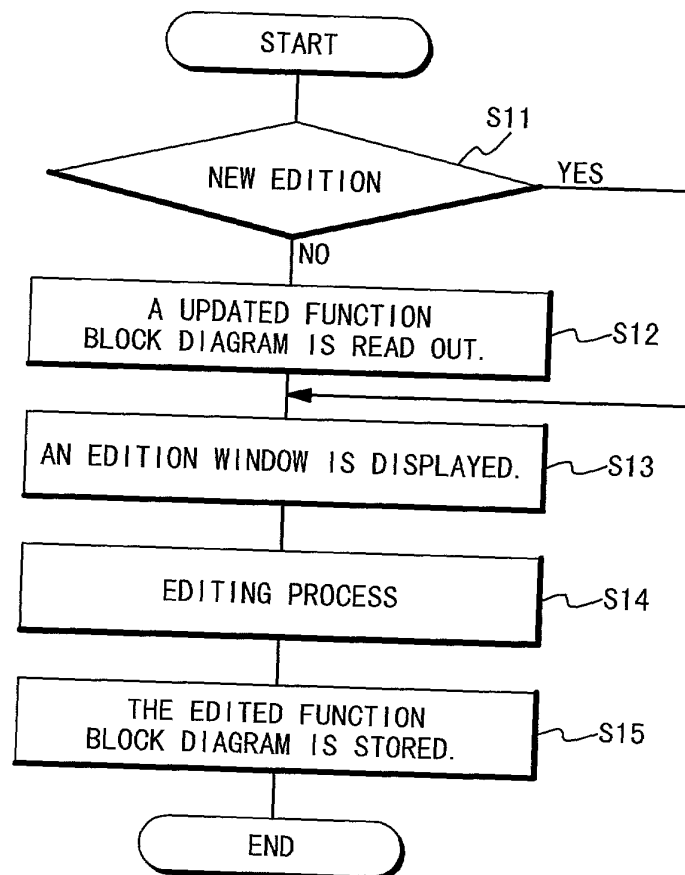 START
S11
NEW EDITION
YES
NO
A UPDATED FUNCTION
BLOCK DIAGRAM IS READ OUT.
S12
AN EDITION WINDOW IS DISPLAYED.
S13
EDITING PROCESS
S14
THE EDITED FUNCTION
BLOCK DIAGRAM IS STORED.
S15
END